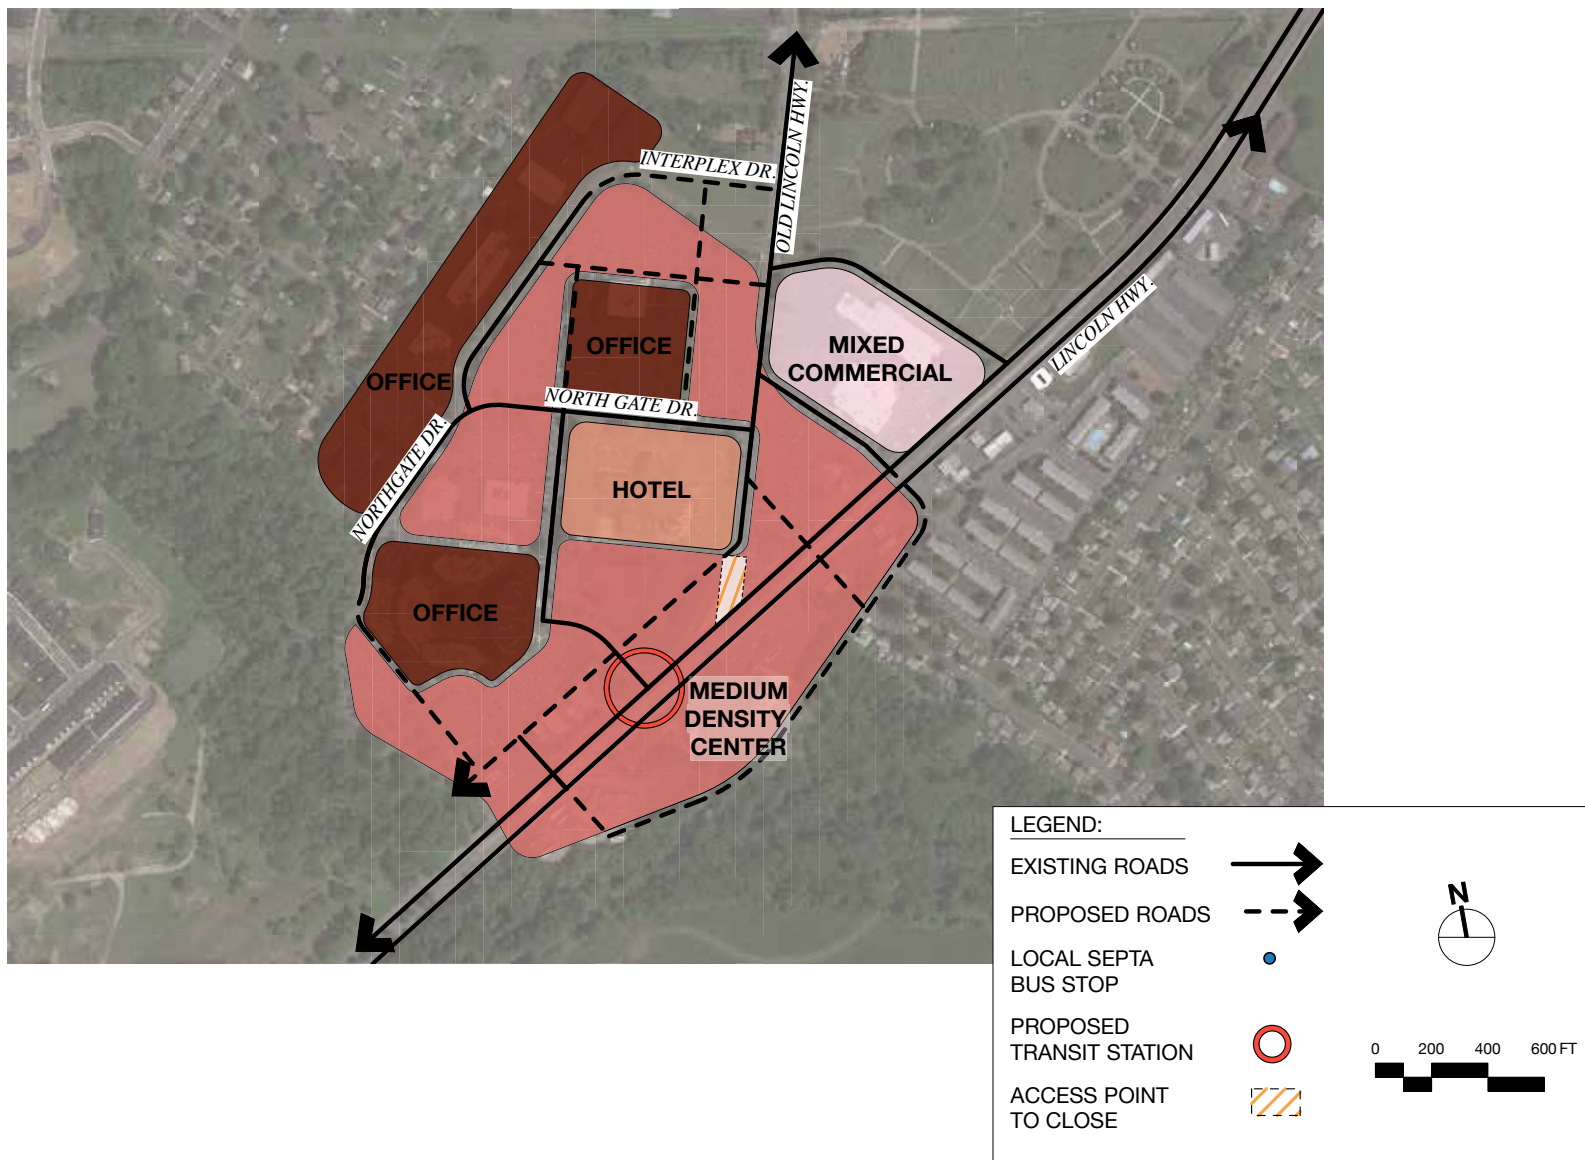 INTERPLEX DR.
OLD LINCOLN HWY.
OFFICE
MIXED
COMMERCIAL
LINCOLN HWY.
1
OFFICE
NORTH GATE DR.
NORTHGATE DR.
HOTEL
OFFICE
MEDIUM
DENSITY
CENTER
LEGEND:
EXISTING ROADS
PROPOSED ROADS
LOCAL SEPTA
BUS STOP
PROPOSED
TRANSIT STATION
ACCESS POINT
TO CLOSE
N
0 200 400 600 FT